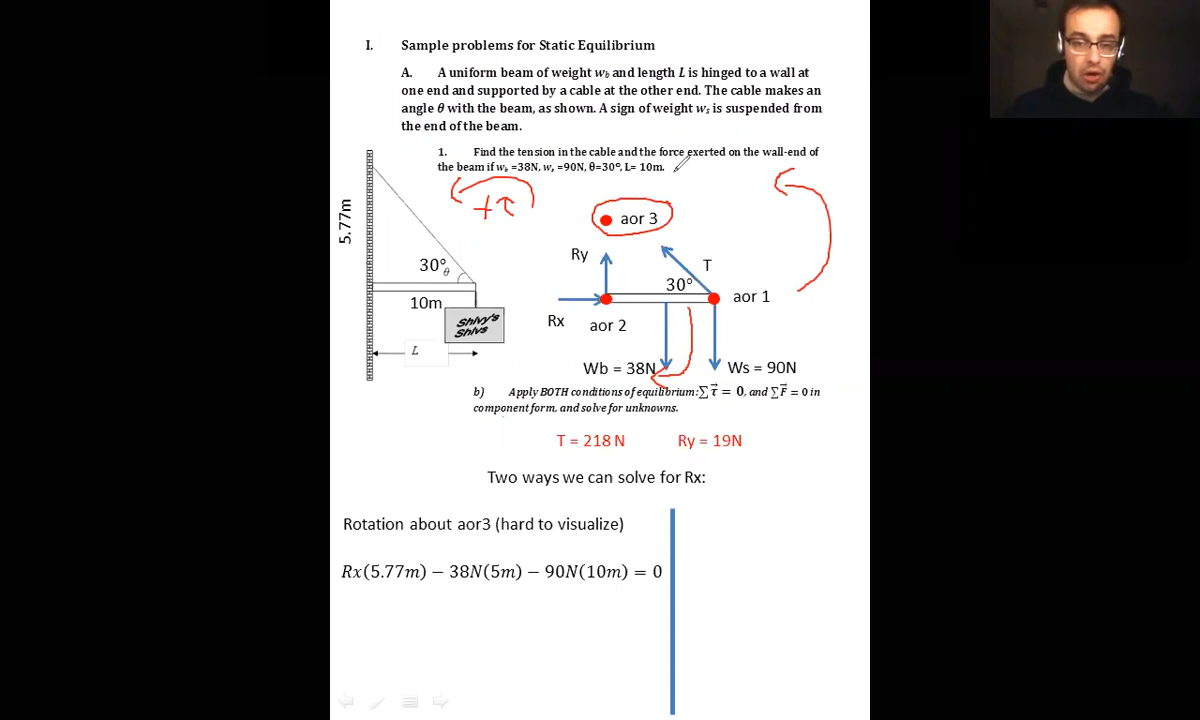 I. Sample problems for Static Equilibrium
A. A uniform beam of weight w_b and length L is hinged to a wall at
one end and supported by a cable at the other end. The cable makes an
angle θ with the beam, as shown. A sign of weight w_s is suspended from
the end of the beam.
1. Find the tension in the cable and the force exerted on the wall-end of
the beam if w_b =38N, w_s =90N, θ=30°, L= 10m.
+τ
5.77m
30°
θ
10m
Shivy's
Shivs
L
aor 3
Ry
T
30°
aor 1
Rx
aor 2
Wb = 38N
Ws = 90N
b) Apply BOTH conditions of equilibrium:∑τ⃗ = 0, and ∑F⃗ = 0 in
component form, and solve for unknowns.
T = 218 N Ry = 19N
Two ways we can solve for Rx:
Rotation about aor3 (hard to visualize)
Rx(5.77m) − 38N(5m) − 90N(10m) = 0